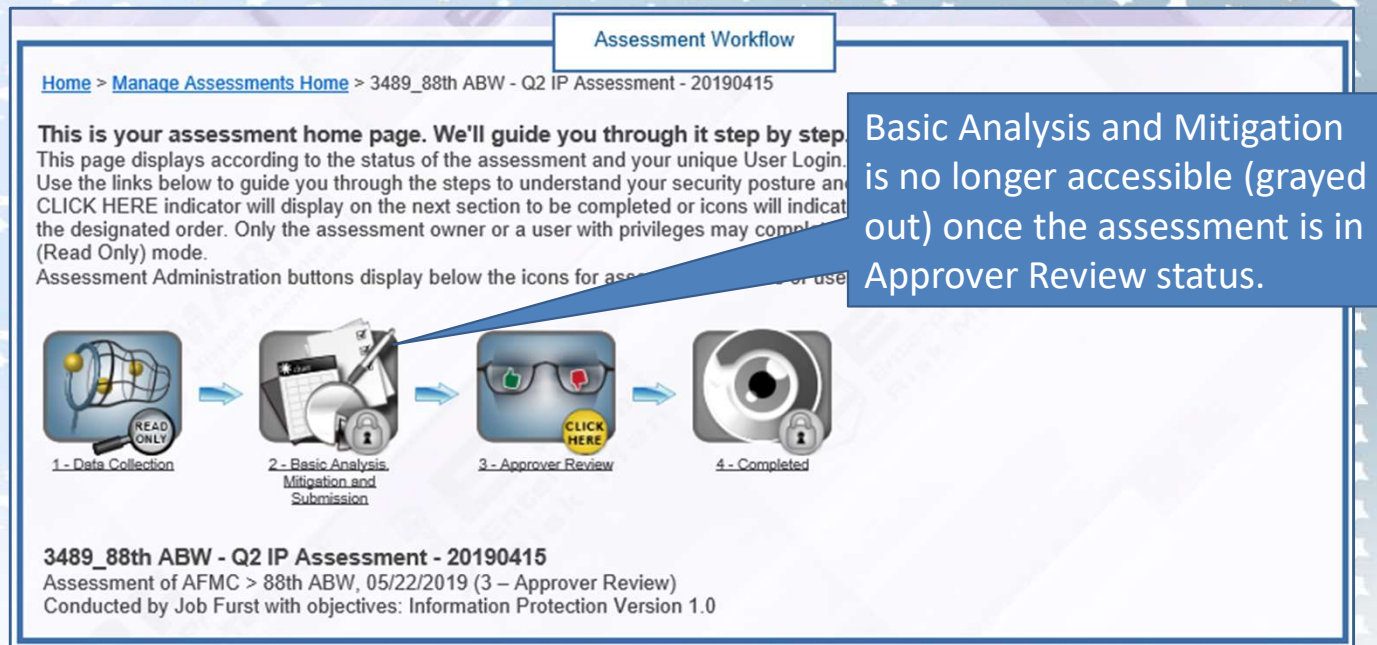 Assessment Workflow
Home > Manage Assessments Home > 3489_88th ABW - Q2 IP Assessment - 20190415
This is your assessment home page. We'll guide you through it step by step.
This page displays according to the status of the assessment and your unique User Login.
Use the links below to guide you through the steps to understand your security posture
CLICK HERE indicator will display on the next section to be completed or icons will
the designated order. Only the assessment owner or a user with privileges may
(Read Only) mode.
Assessment Administration buttons display below the icons for
Basic Analysis and Mitigation
is no longer accessible (grayed
out) once the assessment is in
Approver Review status.
READ
ONLY
CLICK
HERE
1 - Data Collection
2 - Basic Analysis,
Mitigation and
Submission
3 - Approver Review
4 - Completed
3489_88th ABW - Q2 IP Assessment - 20190415
Assessment of AFMC > 88th ABW, 05/22/2019 (3 – Approver Review)
Conducted by Job Furst with objectives: Information Protection Version 1.0